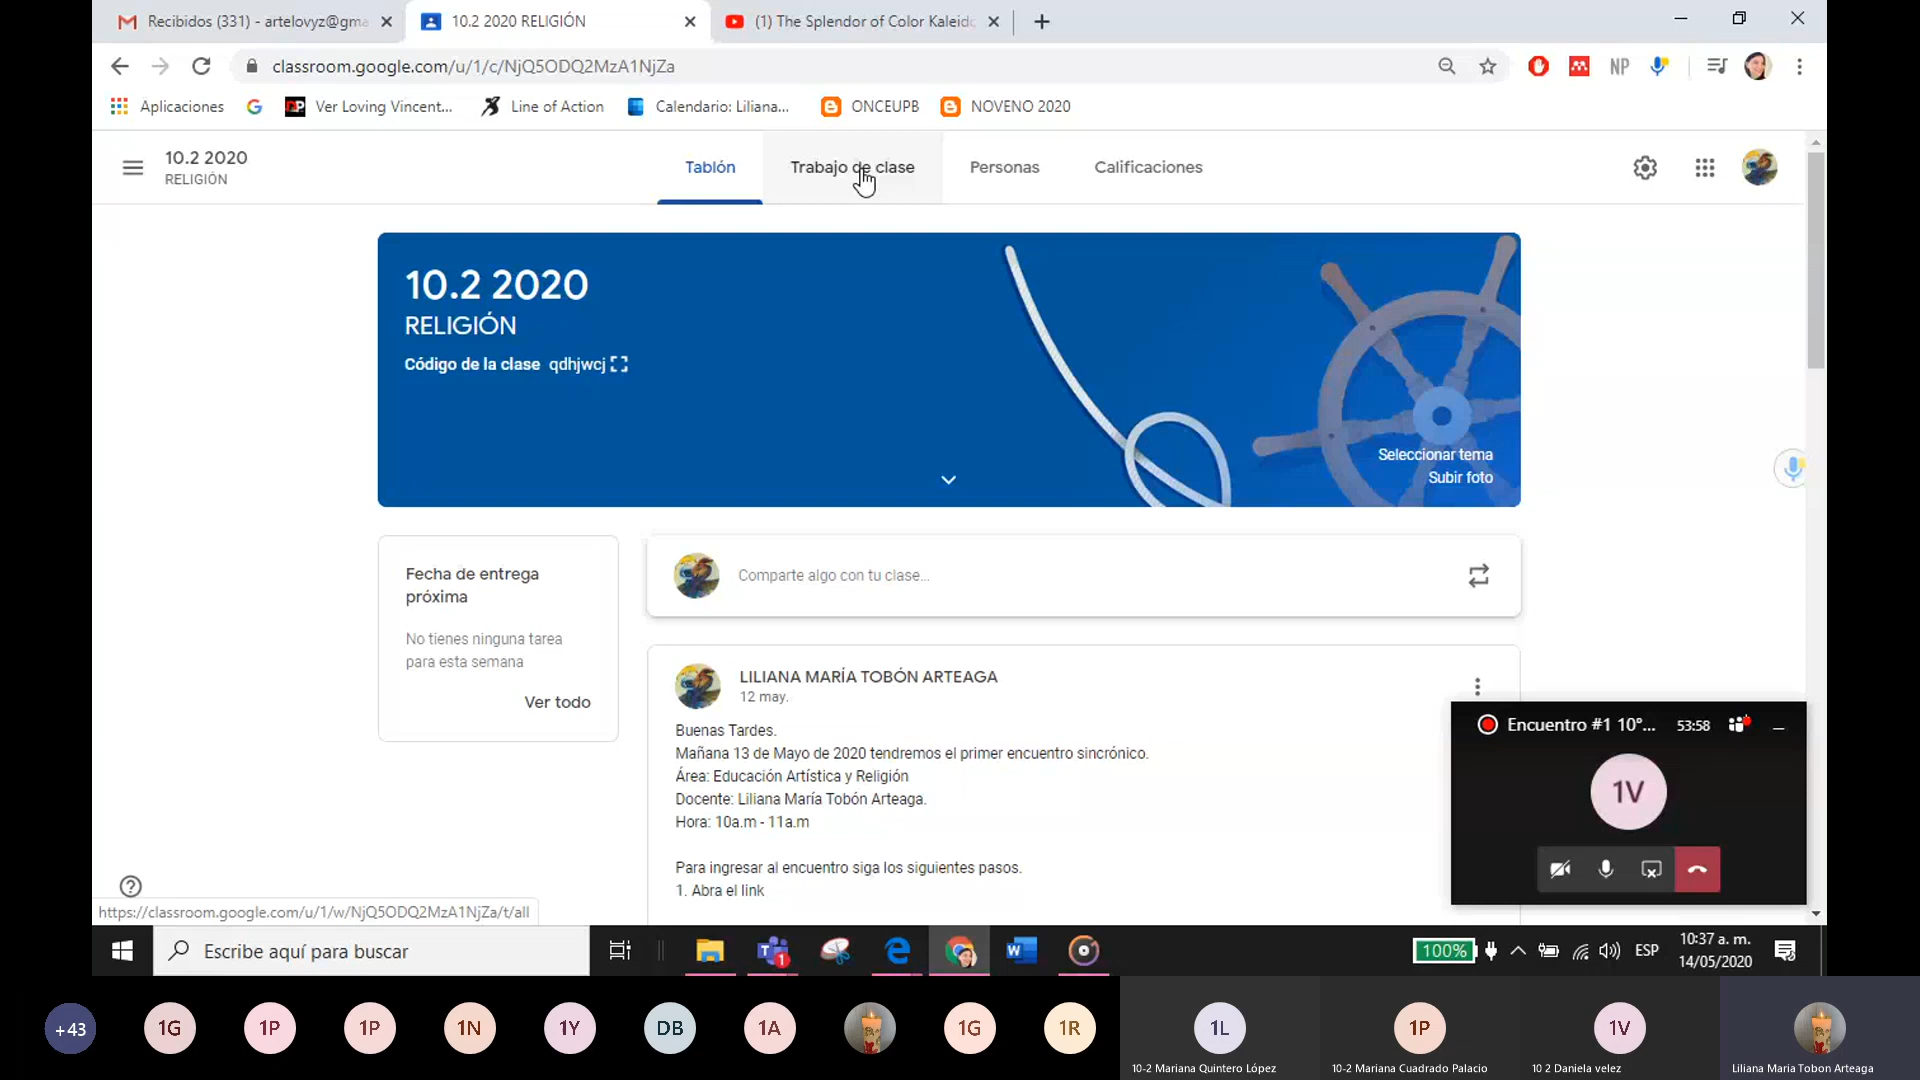 Recibidos (331) - artelovyz@gma
10.2 2020 RELIGIÓN
(1) The Splendor of Color Kaleid
classroom.google.com/u/1/c/NjQ5ODQ2MzA1NjZa
NP
Aplicaciones
Ver Loving Vincent...
Line of Action
Calendario: Liliana...
ONCEUPB
NOVENO 2020
10.2 2020
RELIGIÓN
Tablón
Trabajo de clase
Personas
Calificaciones
10.2 2020
RELIGIÓN
Código de la clase qdhjwcj
Seleccionar tema
Subir foto
Fecha de entrega
próxima
No tienes ninguna tarea
para esta semana
Ver todo
Comparte algo con tu clase...
LILIANA MARÍA TOBÓN ARTEAGA
12 may.
Buenas Tardes.
Mañana 13 de Mayo de 2020 tendremos el primer encuentro sincrónico.
Área: Educación Artística y Religión
Docente: Liliana María Tobón Arteaga.
Hora: 10a.m - 11a.m
Para ingresar al encuentro siga los siguientes pasos.
1. Abra el link
Encuentro #1 10°... 53:58
1V
https://classroom.google.com/u/1/w/NjQ5ODQ2MzA1NjZa/t/all
Escribe aquí para buscar
1
100%
ESP
10:37 a. m.
14/05/2020
+43
1G
1P
1P
1N
1Y
DB
1A
1G
1R
1L
1P
1V
10-2 Mariana Quintero López
10-2 Mariana Cuadrado Palacio
10 2 Daniela velez
Liliana Maria Tobon Arteaga